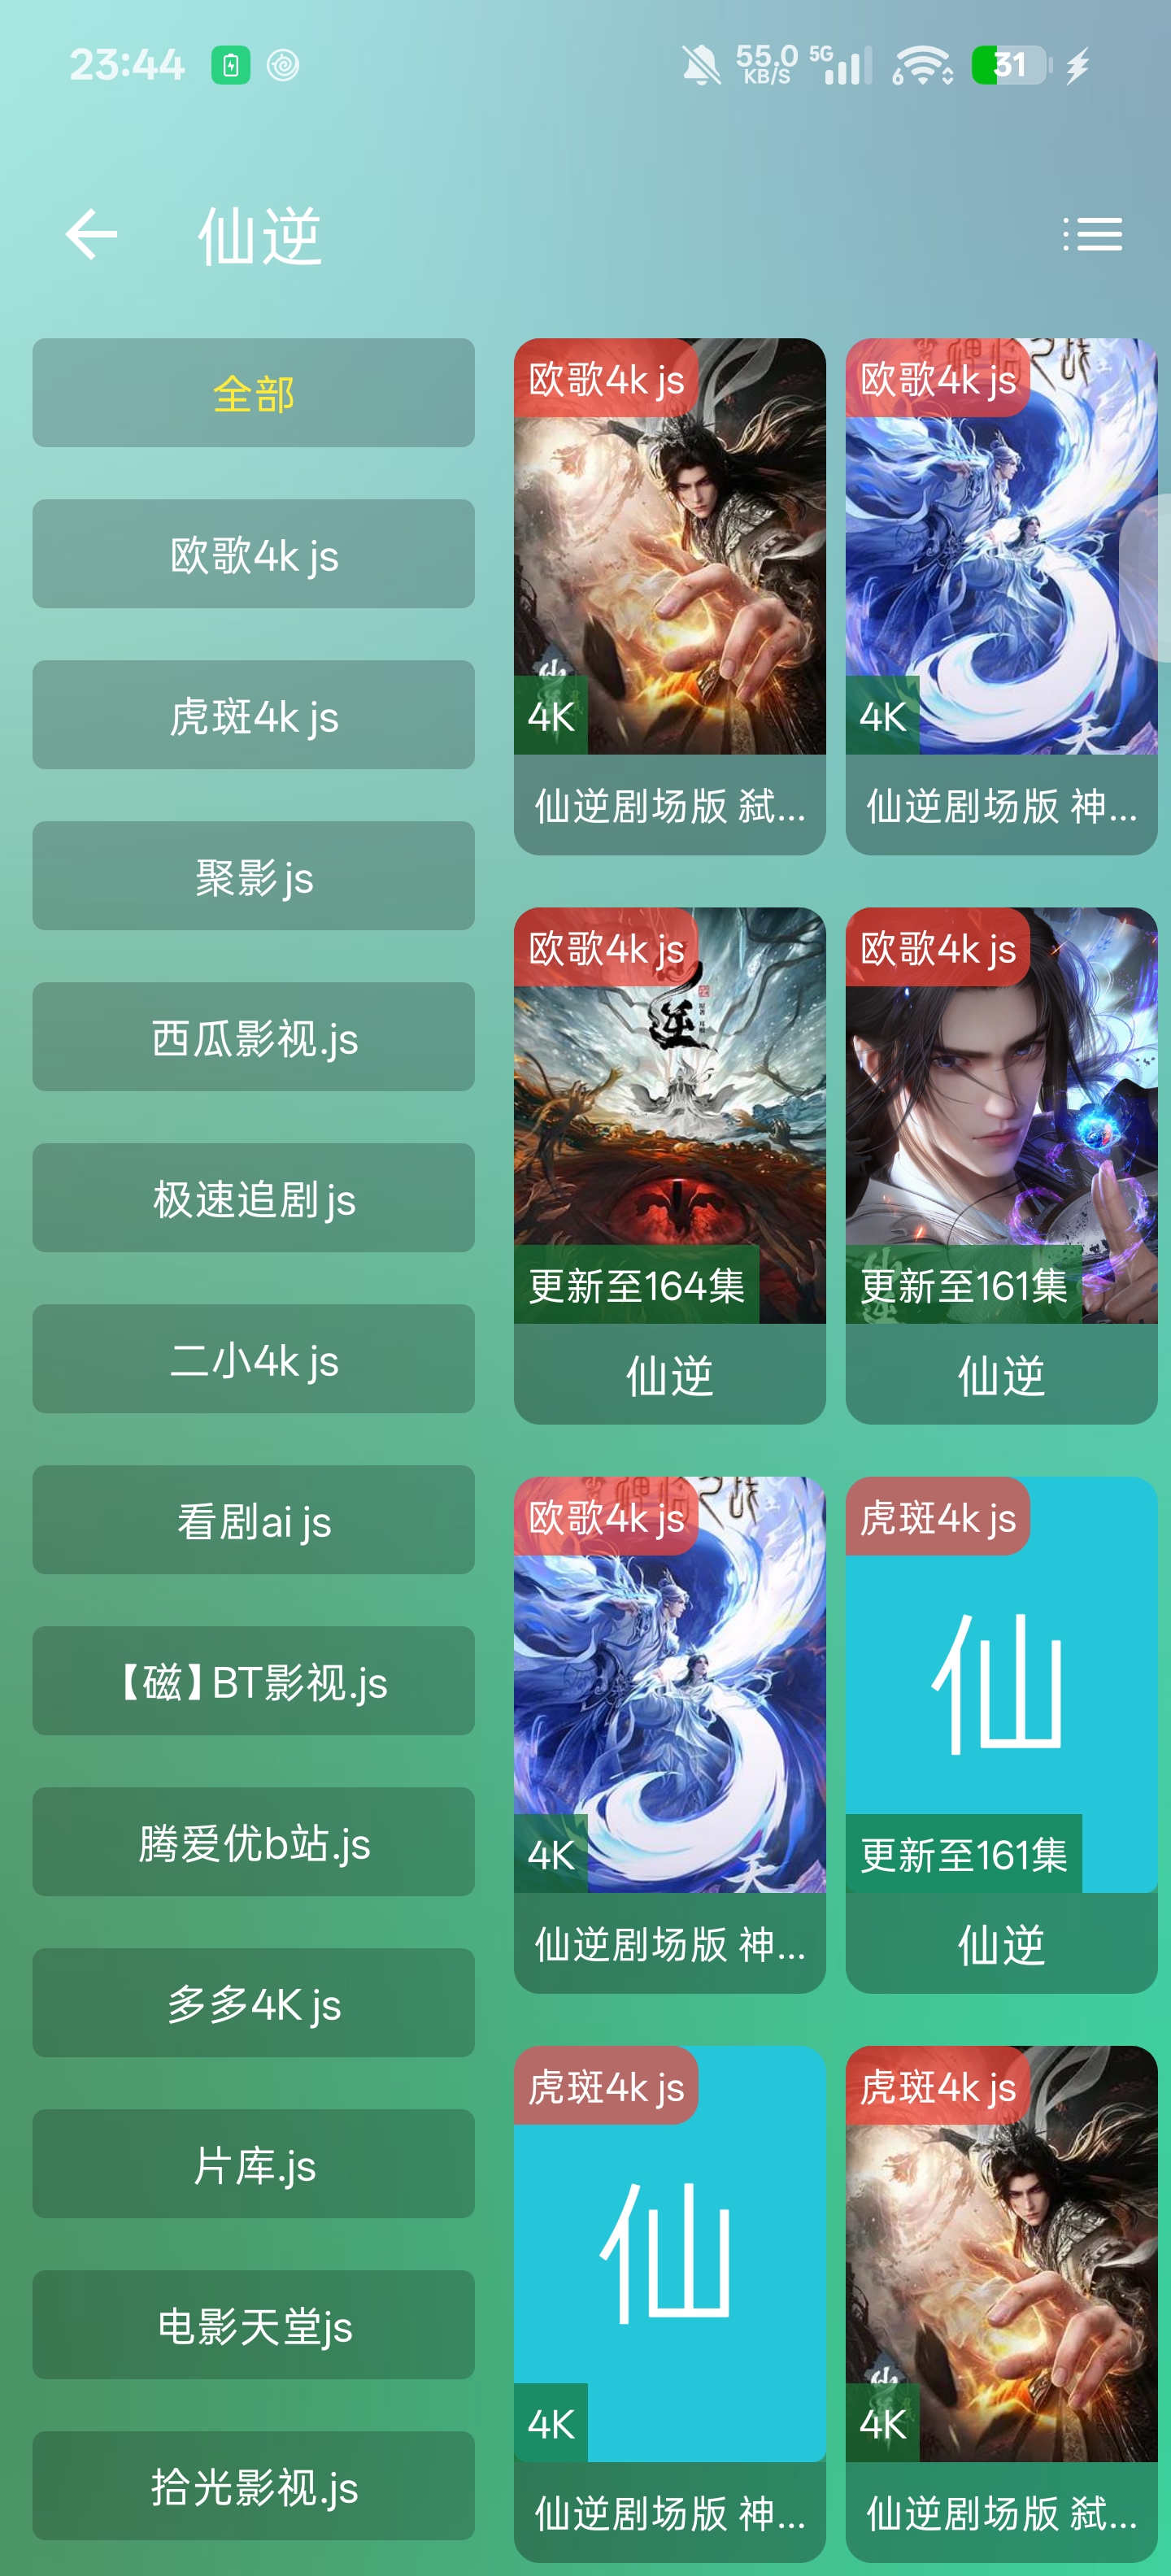 23:44
55.0
KB/S
5G
6
31
仙逆
全部
欧歌4k js
虎斑4k js
聚影js
西瓜影视.js
极速追剧js
二小4k js
看剧ai js
【磁】BT影视.js
腾爱优b站.js
多多4K js
片库.js
电影天堂js
拾光影视.js
欧歌4k js
4K
仙逆剧场版 弑...
欧歌4k js
4K
仙逆剧场版 神...
欧歌4k js
逆
更新至164集
仙逆
欧歌4k js
更新至161集
仙逆
欧歌4k js
4K
仙逆剧场版 神...
虎斑4k js
仙
更新至161集
仙逆
虎斑4k js
仙
4K
仙逆剧场版 神...
虎斑4k js
4K
仙逆剧场版 弑...